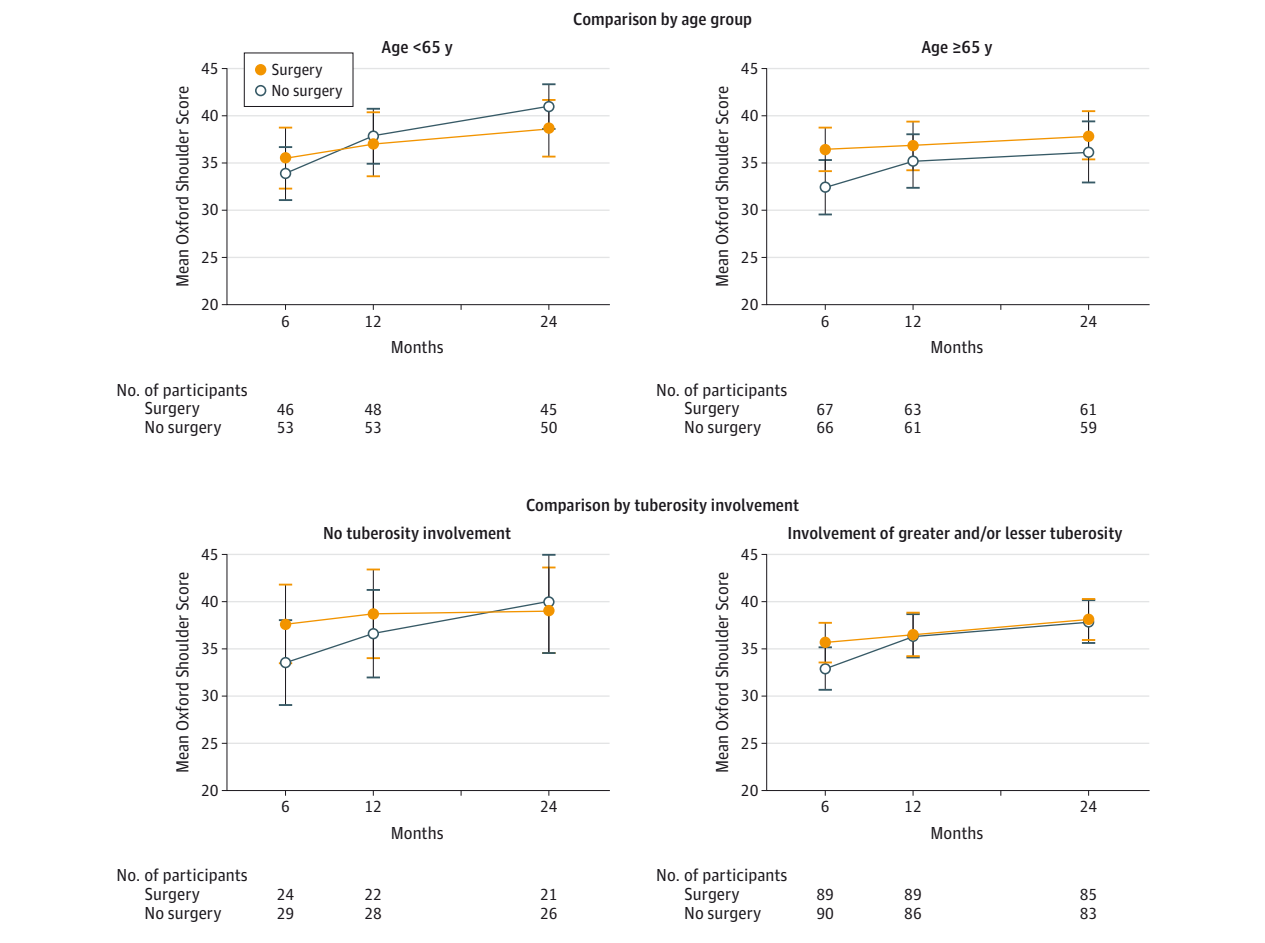 Comparison by age group
Age <65 y
Surgery
No surgery
45
40
35
30
25
20
Mean Oxford Shoulder Score
6 12 24
Months
No. of participants
Surgery 46 48 45
No surgery 53 53 50
Age ≥65 y
45
40
35
30
25
20
Mean Oxford Shoulder Score
6 12 24
Months
No. of participants
Surgery 67 63 61
No surgery 66 61 59
Comparison by tuberosity involvement
No tuberosity involvement
45
40
35
30
25
20
Mean Oxford Shoulder Score
6 12 24
Months
No. of participants
Surgery 24 22 21
No surgery 29 28 26
Involvement of greater and/or lesser tuberosity
45
40
35
30
25
20
Mean Oxford Shoulder Score
6 12 24
Months
No. of participants
Surgery 89 89 85
No surgery 90 86 83